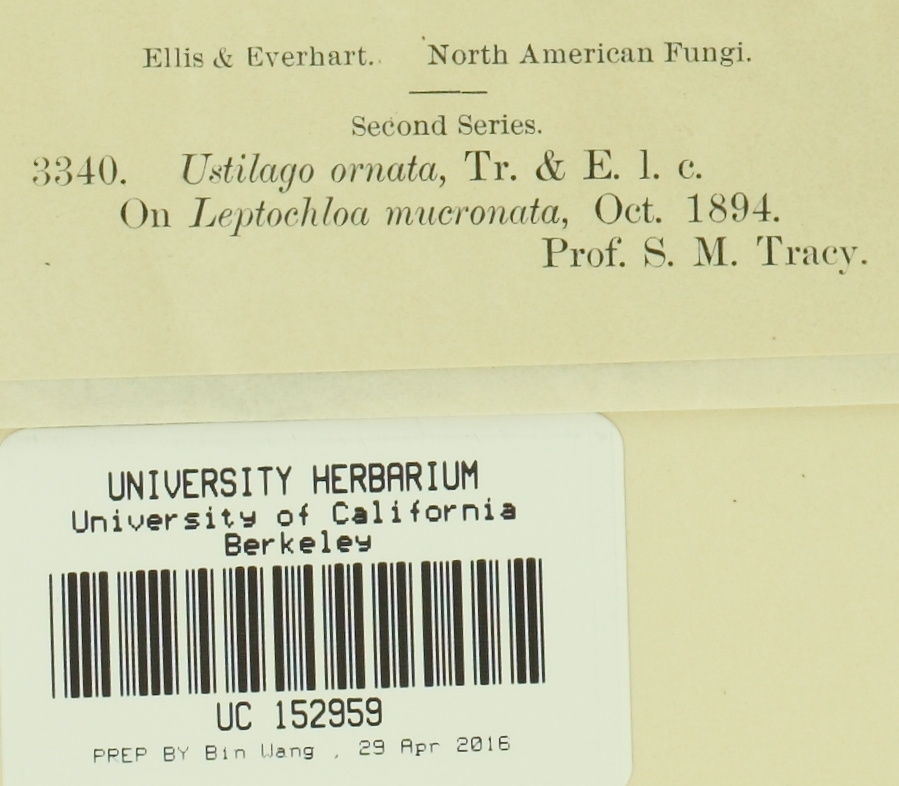 Ellis & Everhart. North American Fungi.
Second Series.
3340. Ustilago ornata, Tr. & E. l. c.
On Leptochloa mucronata, Oct. 1894.
Prof. S. M. Tracy.
UNIVERSITY HERBARIUM
University of California
Berkeley
UC 152959
PREP BY Bin Wang , 29 Apr 2016